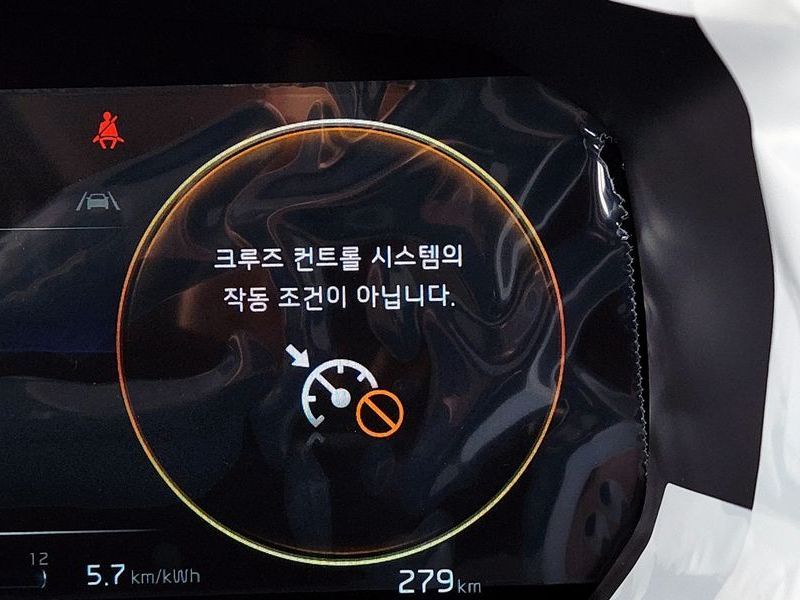 크루즈 컨트롤 시스템의
작동 조건이 아닙니다.
12
5.7 km/kWh
279 km